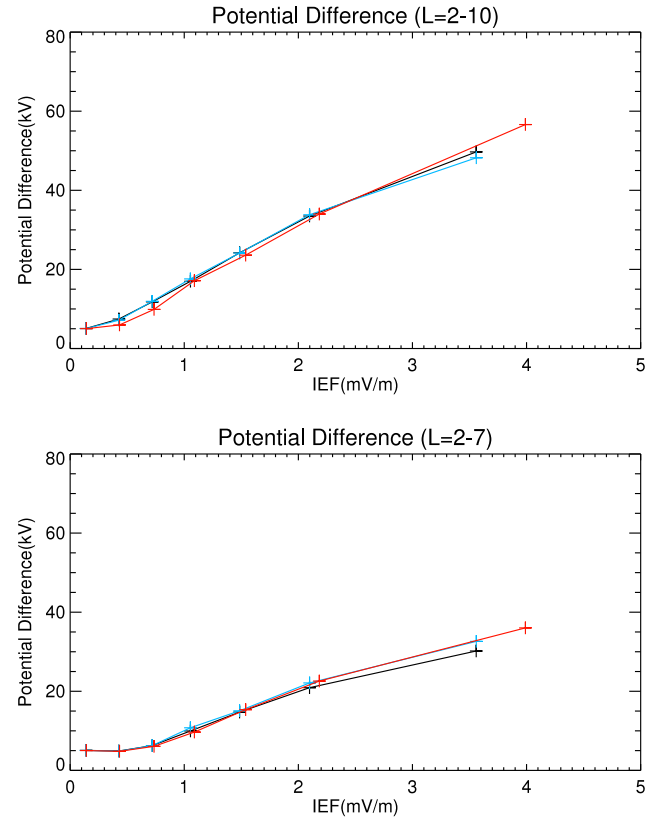 Potential Difference (L=2-10)
80
60
40
20
0
Potential Difference(kV)
0 1 2 3 4 5
IEF(mV/m)
Potential Difference (L=2-7)
80
60
40
20
0
Potential Difference(kV)
0 1 2 3 4 5
IEF(mV/m)